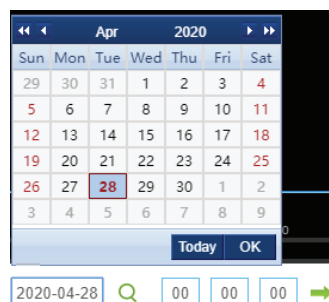 Apr 2020
Sun Mon Tue Wed Thu Fri Sat
29 30 31 1 2 3 4
5 6 7 8 9 10 11
12 13 14 15 16 17 18
19 20 21 22 23 24 25
26 27 28 29 30 1 2
3 4 5 6 7 8 9
Today OK
0
2020-04-28 00 00 00